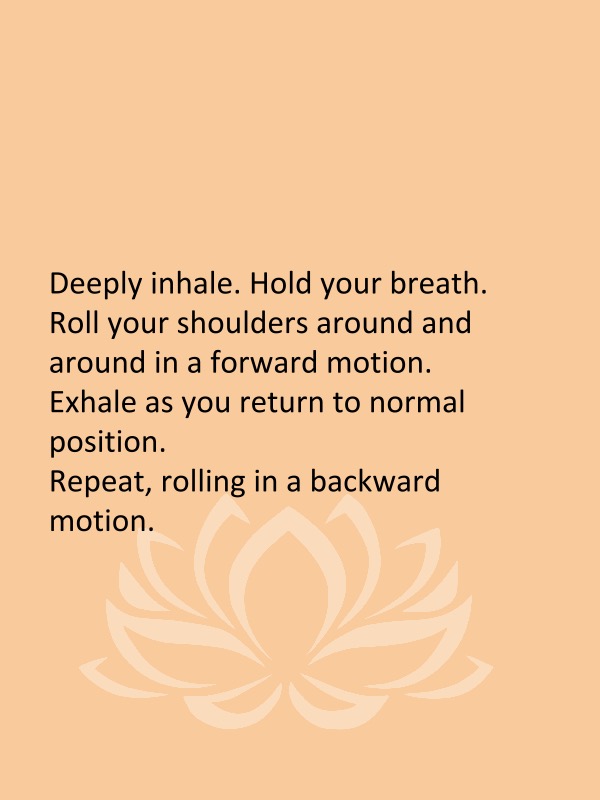 Deeply inhale. Hold your breath.
Roll your shoulders around and
around in a forward motion.
Exhale as you return to normal
position.
Repeat, rolling in a backward
motion.